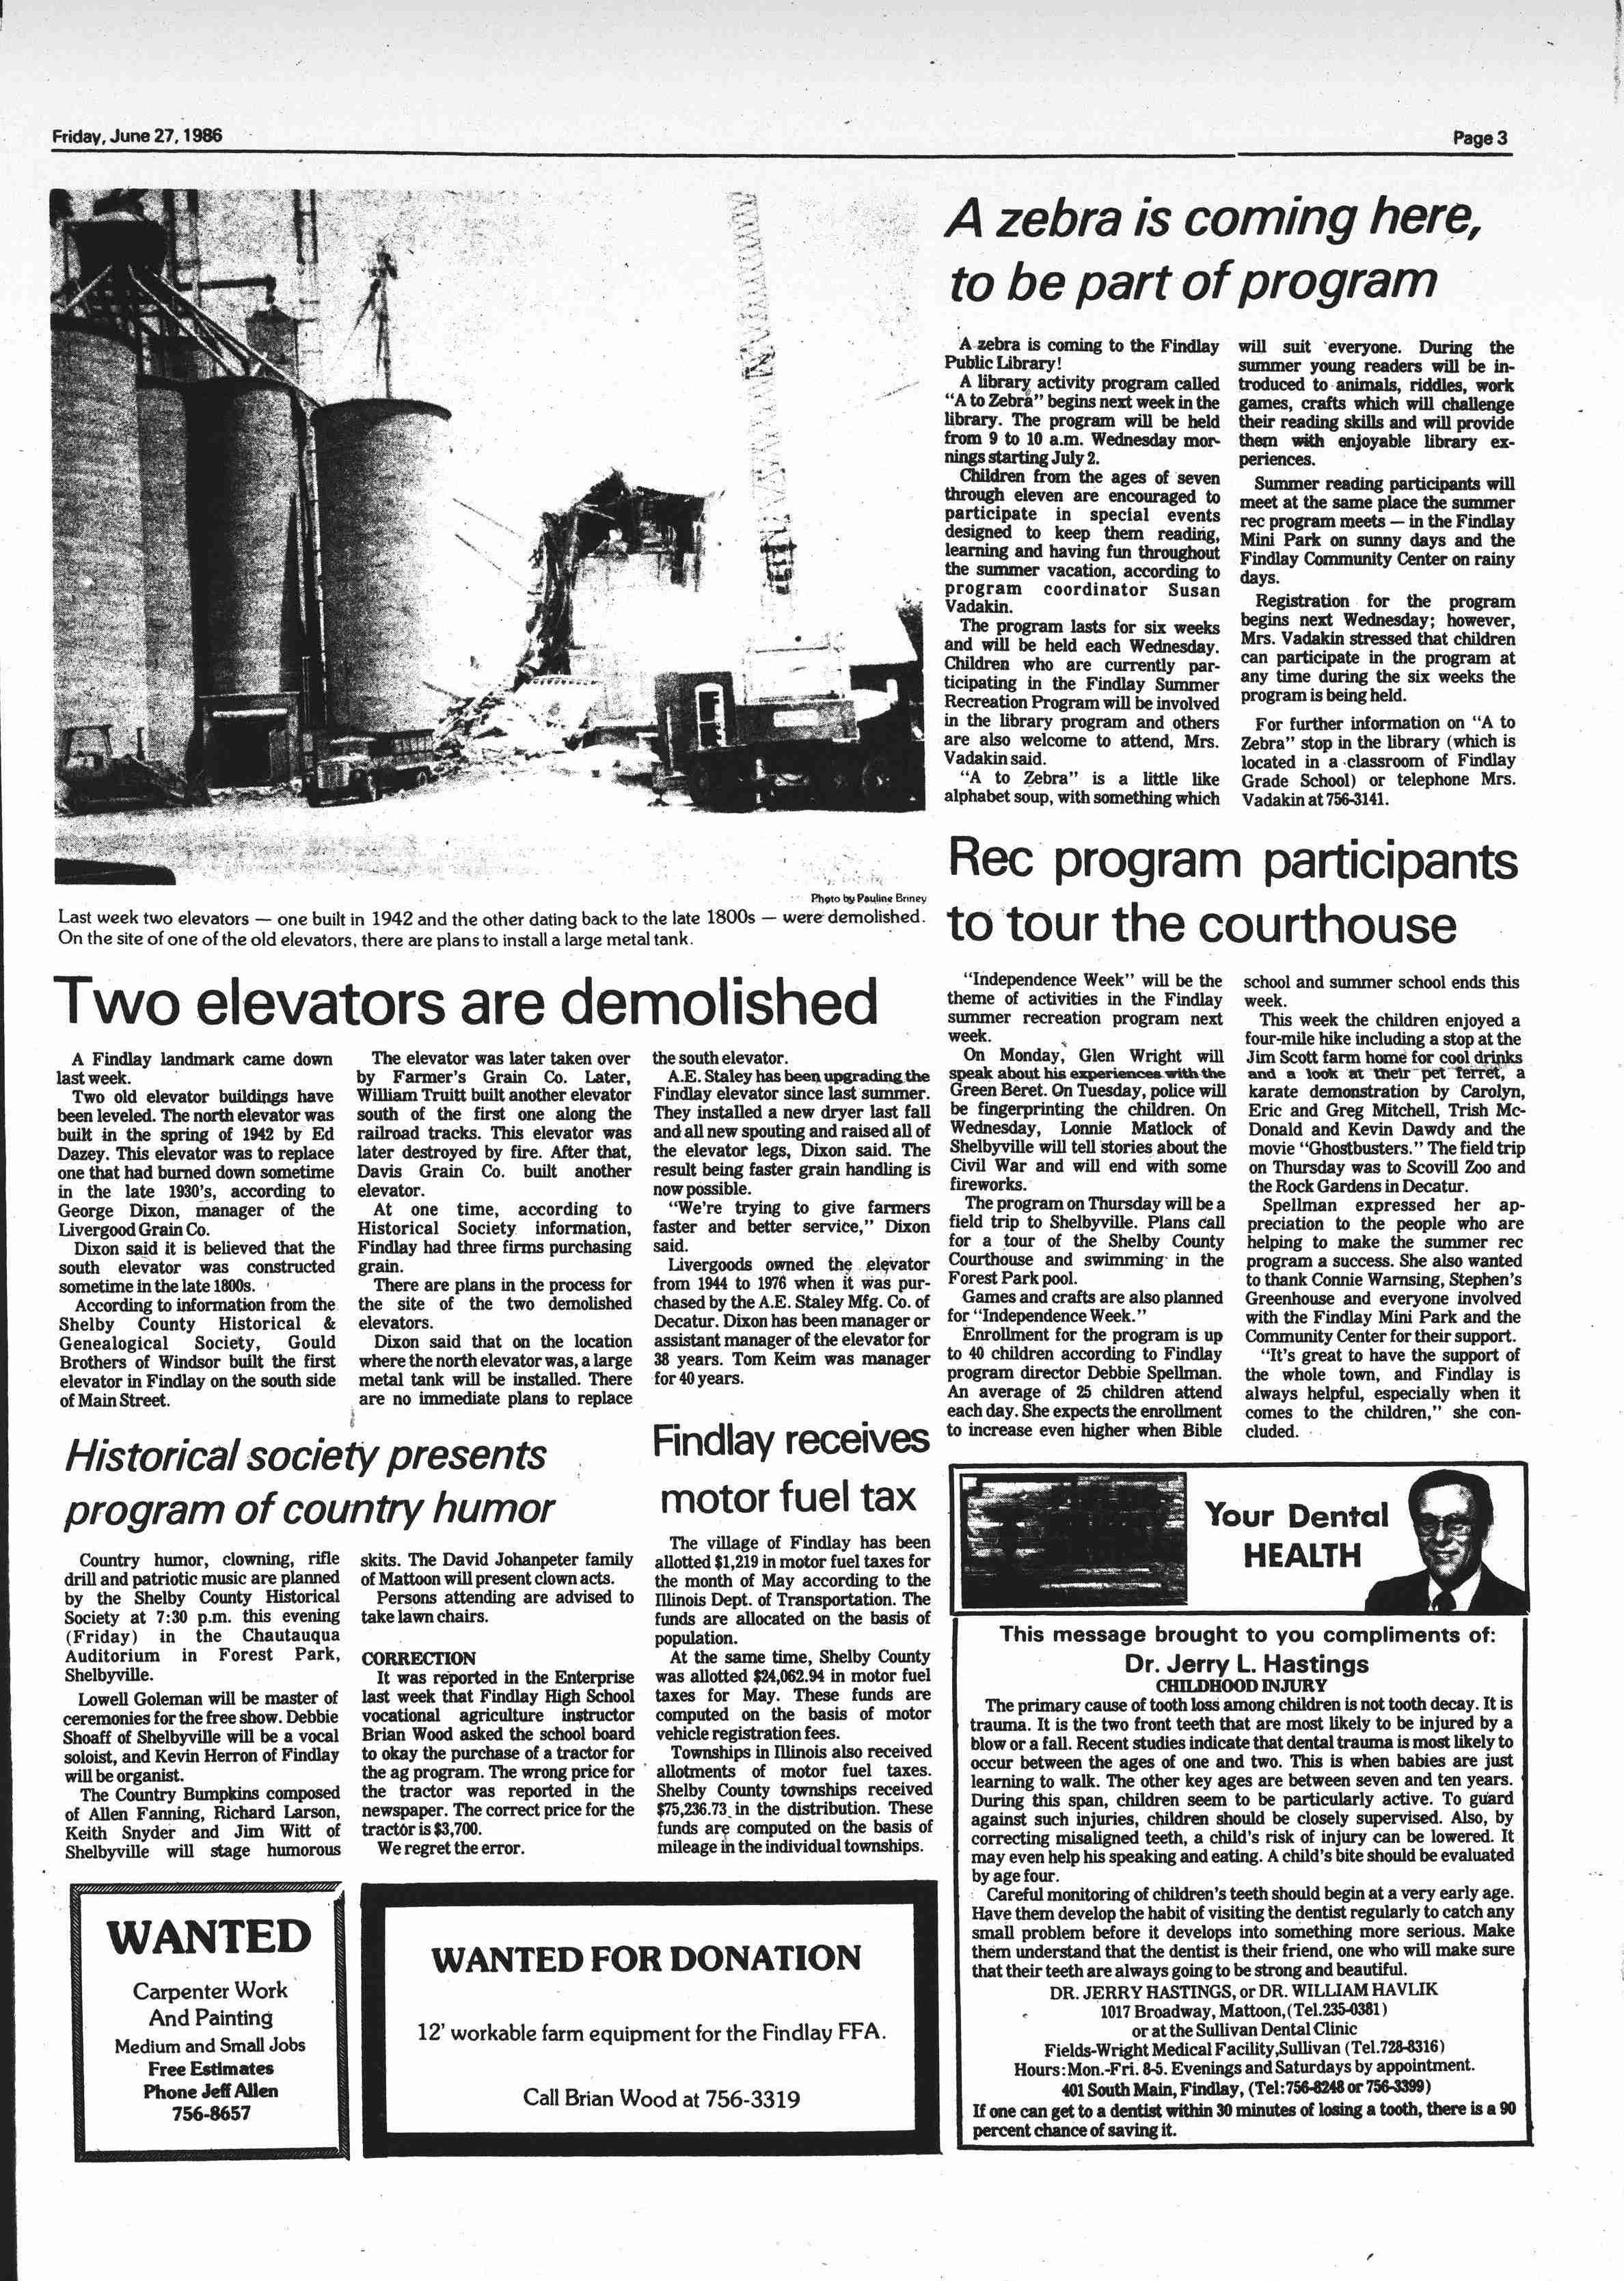 Friday, June 27, 1986
Page 3
Photo by Pauline Briney
Last week two elevators — one built in 1942 and the other dating back to the late 1800s — were demolished.
On the site of one of the old elevators, there are plans to install a large metal tank.
Two elevators are demolished
A Findlay landmark came down
last week.
Two old elevator buildings have
been leveled. The north elevator was
built in the spring of 1942 by Ed
Dazey. This elevator was to replace
one that had burned down sometime
in the late 1930's, according to
George Dixon, manager of the
Livergood Grain Co.
Dixon said it is believed that the
south elevator was constructed
sometime in the late 1800s.
According to information from the
Shelby County Historical &
Genealogical Society, Gould
Brothers of Windsor built the first
elevator in Findlay on the south side
of Main Street.
The elevator was later taken over
by Farmer's Grain Co. Later,
William Truitt built another elevator
south of the first one along the
railroad tracks. This elevator was
later destroyed by fire. After that,
Davis Grain Co. built another
elevator.
At one time, according to
Historical Society information,
Findlay had three firms purchasing
grain.
There are plans in the process for
the site of the two demolished
elevators.
Dixon said that on the location
where the north elevator was, a large
metal tank will be installed. There
are no immediate plans to replace
the south elevator.
A.E. Staley has been upgrading the
Findlay elevator since last summer.
They installed a new dryer last fall
and all new spouting and raised all of
the elevator legs, Dixon said. The
result being faster grain handling is
now possible.
"We're trying to give farmers
faster and better service," Dixon
said.
Livergoods owned the elevator
from 1944 to 1976 when it was pur-
chased by the A.E. Staley Mfg. Co. of
Decatur. Dixon has been manager or
assistant manager of the elevator for
38 years. Tom Keim was manager
for 40 years.
Historical society presents
program of country humor
Country humor, clowning, rifle
drill and patriotic music are planned
by the Shelby County Historical
Society at 7:30 p.m. this evening
(Friday) in the Chautauqua
Auditorium in Forest Park,
Shelbyville.
Lowell Goleman will be master of
ceremonies for the free show. Debbie
Shoaff of Shelbyville will be a vocal
soloist, and Kevin Herron of Findlay
will be organist.
The Country Bumpkins composed
of Allen Fanning, Richard Larson,
Keith Snyder and Jim Witt of
Shelbyville will stage humorous
skits. The David Johanpeter family
of Mattoon will present clown acts.
Persons attending are advised to
take lawn chairs.
CORRECTION
It was reported in the Enterprise
last week that Findlay High School
vocational agriculture instructor
Brian Wood asked the school board
to okay the purchase of a tractor for
the ag program. The wrong price for
the tractor was reported in the
newspaper. The correct price for the
tractor is $3,700.
We regret the error.
Findlay receives
motor fuel tax
The village of Findlay has been
allotted $1,219 in motor fuel taxes for
the month of May according to the
Illinois Dept. of Transportation. The
funds are allocated on the basis of
population.
At the same time, Shelby County
was allotted $24,062.94 in motor fuel
taxes for May. These funds are
computed on the basis of motor
vehicle registration fees.
Townships in Illinois also received
allotments of motor fuel taxes.
Shelby County townships received
$75,236.73 in the distribution. These
funds are computed on the basis of
mileage in the individual townships.
A zebra is coming here,
to be part of program
A zebra is coming to the Findlay
Public Library!
A library activity program called
"A to Zebra" begins next week in the
library. The program will be held
from 9 to 10 a.m. Wednesday mor-
nings starting July 2.
Children from the ages of seven
through eleven are encouraged to
participate in special events
designed to keep them reading,
learning and having fun throughout
the summer vacation, according to
program coordinator Susan
Vadakin.
The program lasts for six weeks
and will be held each Wednesday.
Children who are currently par-
ticipating in the Findlay Summer
Recreation Program will be involved
in the library program and others
are also welcome to attend, Mrs.
Vadakin said.
"A to Zebra" is a little like
alphabet soup, with something which
will suit everyone. During the
summer young readers will be in-
troduced to animals, riddles, work
games, crafts which will challenge
their reading skills and will provide
them with enjoyable library ex-
periences.
Summer reading participants will
meet at the same place the summer
rec program meets — in the Findlay
Mini Park on sunny days and the
Findlay Community Center on rainy
days.
Registration for the program
begins next Wednesday; however,
Mrs. Vadakin stressed that children
can participate in the program at
any time during the six weeks the
program is being held.
For further information on "A to
Zebra" stop in the library (which is
located in a classroom of Findlay
Grade School) or telephone Mrs.
Vadakin at 756-3141.
Rec program participants
to tour the courthouse
"Independence Week" will be the
theme of activities in the Findlay
summer recreation program next
week.
On Monday, Glen Wright will
speak about his experiences with the
Green Beret. On Tuesday, police will
be fingerprinting the children. On
Wednesday, Lonnie Matlock of
Shelbyville will tell stories about the
Civil War and will end with some
fireworks.
The program on Thursday will be a
field trip to Shelbyville. Plans call
for a tour of the Shelby County
Courthouse and swimming in the
Forest Park pool.
Games and crafts are also planned
for "Independence Week."
Enrollment for the program is up
to 40 children according to Findlay
program director Debbie Spellman.
An average of 25 children attend
each day. She expects the enrollment
to increase even higher when Bible
school and summer school ends this
week.
This week the children enjoyed a
four-mile hike including a stop at the
Jim Scott farm home for cool drinks
and a look at their pet ferret, a
karate demonstration by Carolyn,
Eric and Greg Mitchell, Trish Mc-
Donald and Kevin Dawdy and the
movie "Ghostbusters." The field trip
on Thursday was to Scovill Zoo and
the Rock Gardens in Decatur.
Spellman expressed her ap-
preciation to the people who are
helping to make the summer rec
program a success. She also wanted
to thank Connie Warnsing, Stephen's
Greenhouse and everyone involved
with the Findlay Mini Park and the
Community Center for their support.
"It's great to have the support of
the whole town, and Findlay is
always helpful, especially when it
comes to the children," she con-
cluded.
Your Dental
HEALTH
This message brought to you compliments of:
Dr. Jerry L. Hastings
CHILDHOOD INJURY
The primary cause of tooth loss among children is not tooth decay. It is
trauma. It is the two front teeth that are most likely to be injured by a
blow or a fall. Recent studies indicate that dental trauma is most likely to
occur between the ages of one and two. This is when babies are just
learning to walk. The other key ages are between seven and ten years.
During this span, children seem to be particularly active. To guard
against such injuries, children should be closely supervised. Also, by
correcting misaligned teeth, a child's risk of injury can be lowered. It
may even help his speaking and eating. A child's bite should be evaluated
by age four.
Careful monitoring of children's teeth should begin at a very early age.
Have them develop the habit of visiting the dentist regularly to catch any
small problem before it develops into something more serious. Make
them understand that the dentist is their friend, one who will make sure
that their teeth are always going to be strong and beautiful.
DR. JERRY HASTINGS, or DR. WILLIAM HAVLIK
1017 Broadway, Mattoon, (Tel.235-0381)
or at the Sullivan Dental Clinic
Fields-Wright Medical Facility,Sullivan (Tel.728-8316)
Hours: Mon.-Fri. 8-5. Evenings and Saturdays by appointment.
401 South Main, Findlay, (Tel:756-8248 or 756-3399)
If one can get to a dentist within 30 minutes of losing a tooth, there is a 90
percent chance of saving it.
WANTED
Carpenter Work
And Painting
Medium and Small Jobs
Free Estimates
Phone Jeff Allen
756-8657
WANTED FOR DONATION
12' workable farm equipment for the Findlay FFA.
Call Brian Wood at 756-3319